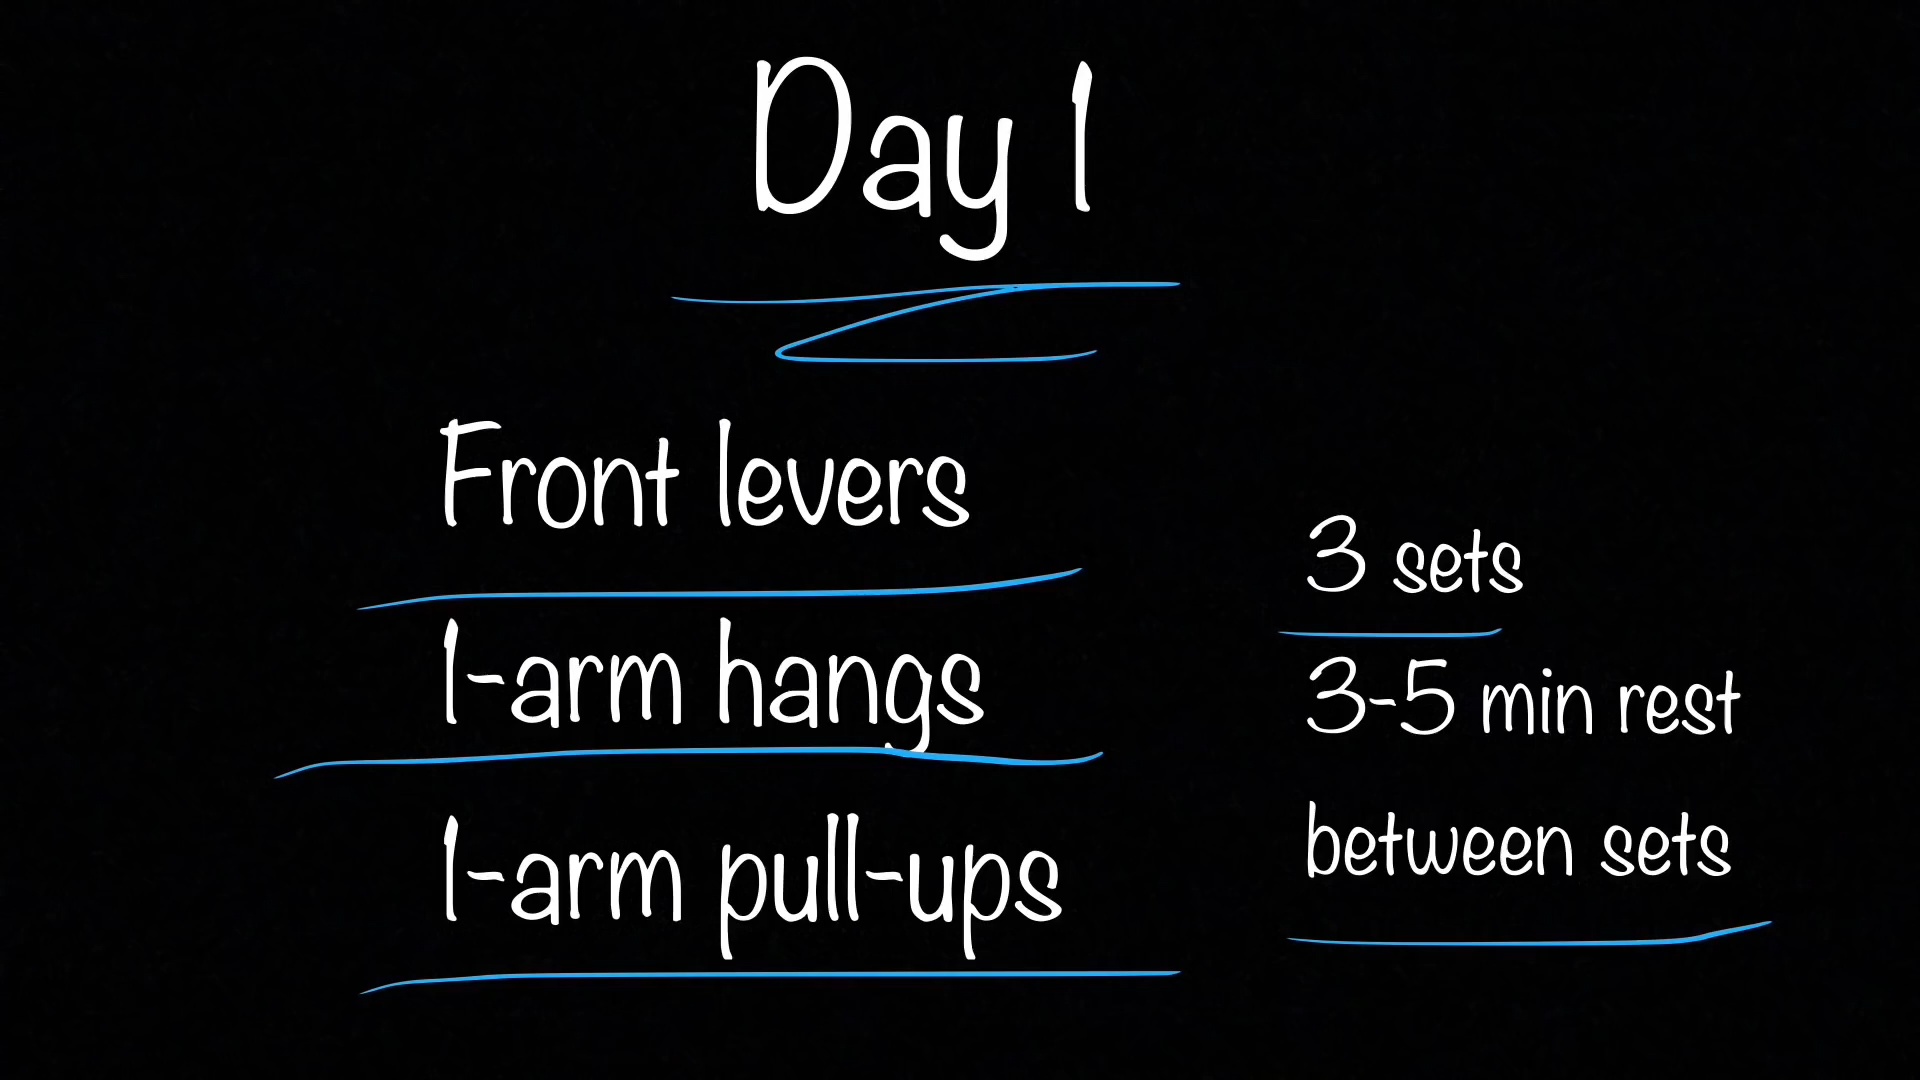 Day 1
Front levers
1-arm hangs
1-arm pull-ups
3 sets
3-5 min rest
between sets